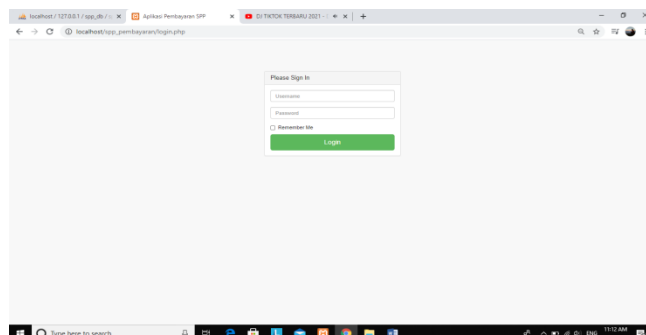 localhost / 127.0.0.1 / spp_db /
Aplikasi Pembayaran SPP
DJ TIKTOK TERBARU 2021 -
localhost/spp_pembayaran/login.php
Please Sign In
Username
Password
Remember Me
Login
Type here to search
ENG
11:12 AM